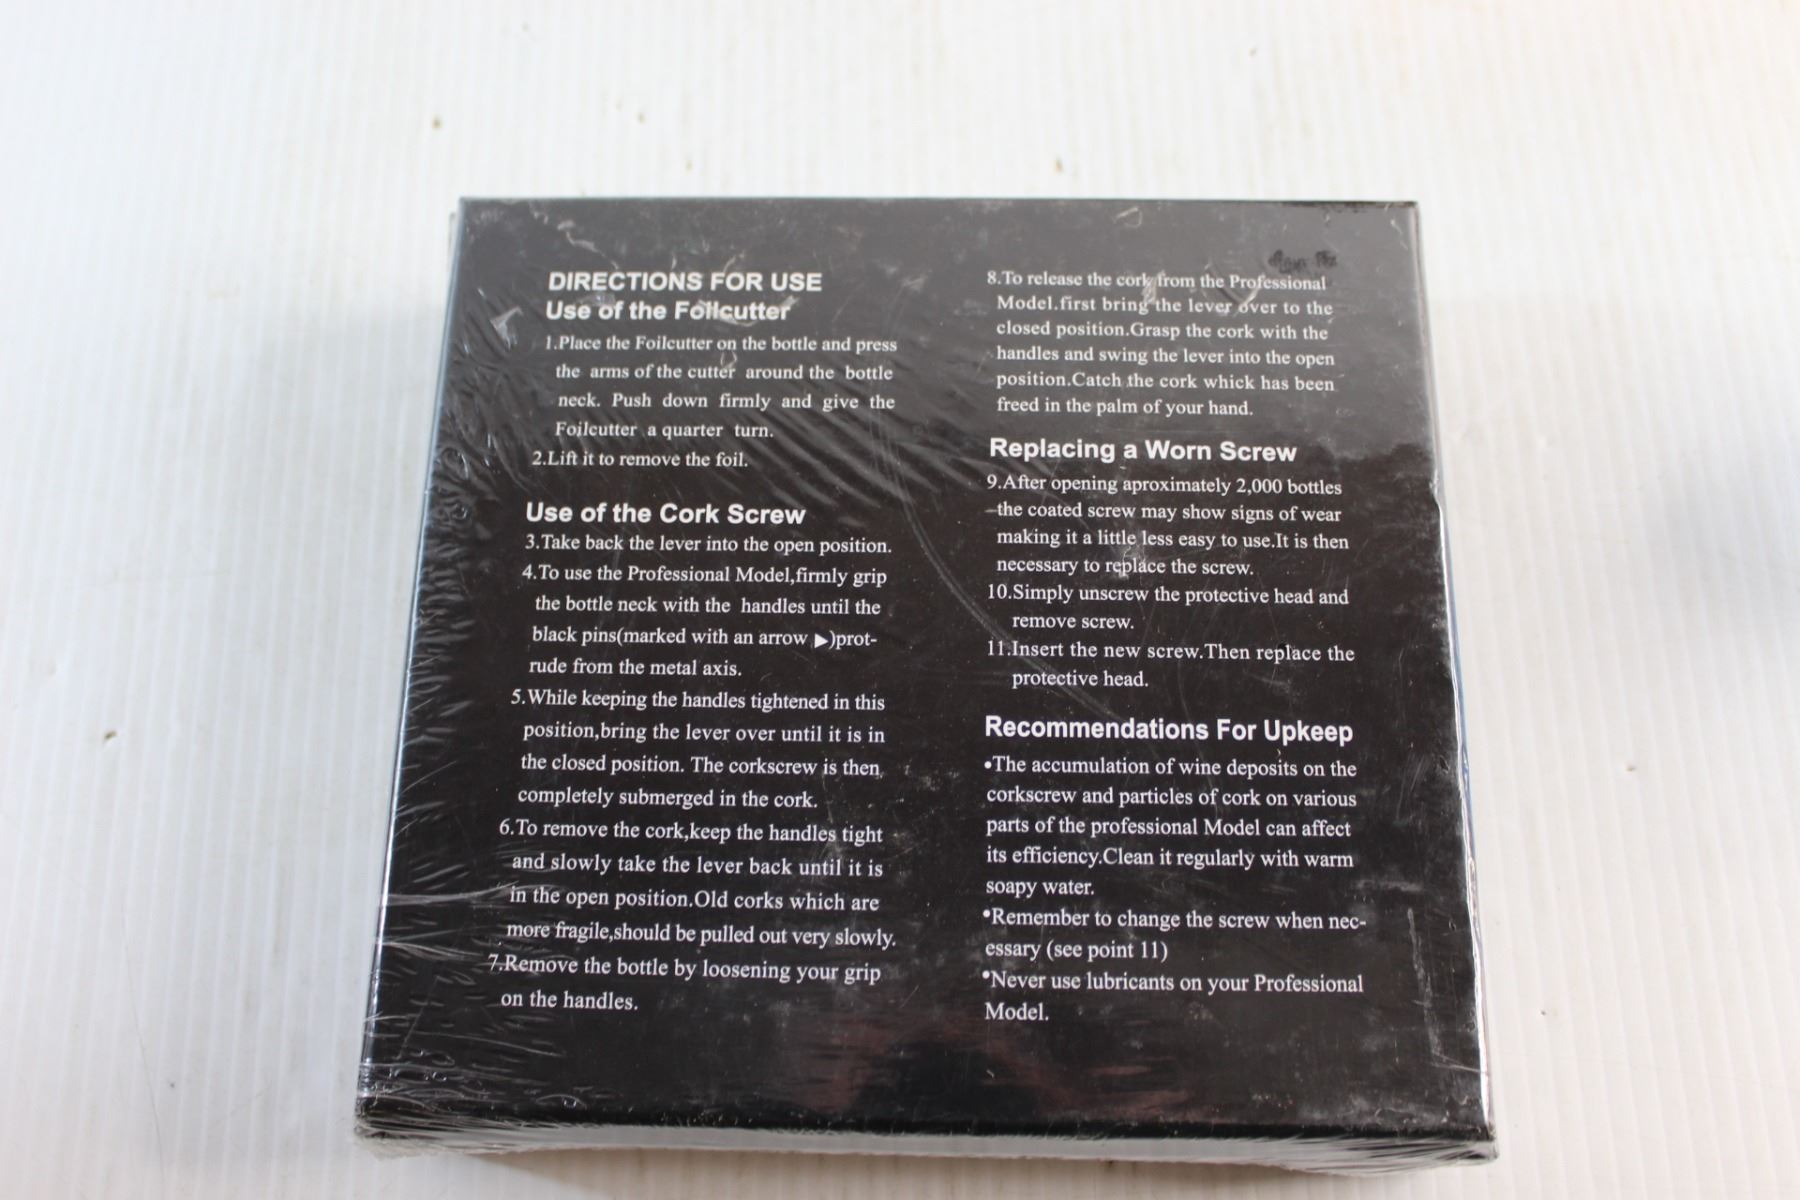 DIRECTIONS FOR USE
Use of the Foilcutter
1.Place the Foilcutter on the bottle and press
the arms of the cutter around the bottle
neck. Push down firmly and give the
Foilcutter a quarter turn.
2.Lift it to remove the foil.
Use of the Cork Screw
3.Take back the lever into the open position.
4.To use the Professional Model,firmly grip
the bottle neck with the handles until the
black pins(marked with an arrow ▶)prot-
rude from the metal axis.
5.While keeping the handles tightened in this
position,bring the lever over until it is in
the closed position. The corkscrew is then
completely submerged in the cork.
6.To remove the cork,keep the handles tight
and slowly take the lever back until it is
in the open position.Old corks which are
more fragile,should be pulled out very slowly.
7.Remove the bottle by loosening your grip
on the handles.
8.To release the cork from the Professional
Model.first bring the lever over to the
closed position.Grasp the cork with the
handles and swing the lever into the open
position.Catch the cork whick has been
freed in the palm of your hand.
Replacing a Worn Screw
9.After opening aproximately 2,000 bottles
the coated screw may show signs of wear
making it a little less easy to use.It is then
necessary to replace the screw.
10.Simply unscrew the protective head and
remove screw.
11.Insert the new screw.Then replace the
protective head.
Recommendations For Upkeep
•The accumulation of wine deposits on the
corkscrew and particles of cork on various
parts of the professional Model can affect
its efficiency.Clean it regularly with warm
soapy water.
•Remember to change the screw when nec-
essary (see point 11)
•Never use lubricants on your Professional
Model.